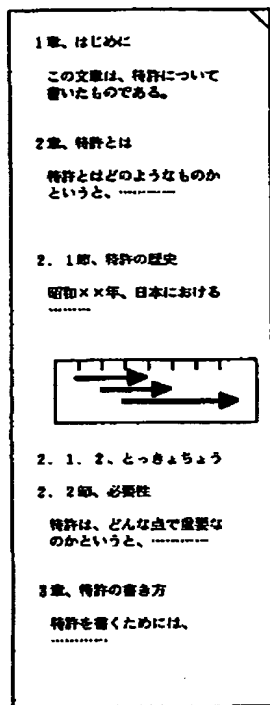 1章、はじめに
この文章は、特許について
書いたものである。
2章、特許とは
特許とはどのようなものか
というと、…………
2．1節、特許の歴史
昭和××年、日本における
………
2．1．2、とっきょちょう
2．2節、必要性
特許は、どんな点で重要な
のかというと、…………
3章、特許の書き方
特許を書くためには、
…………